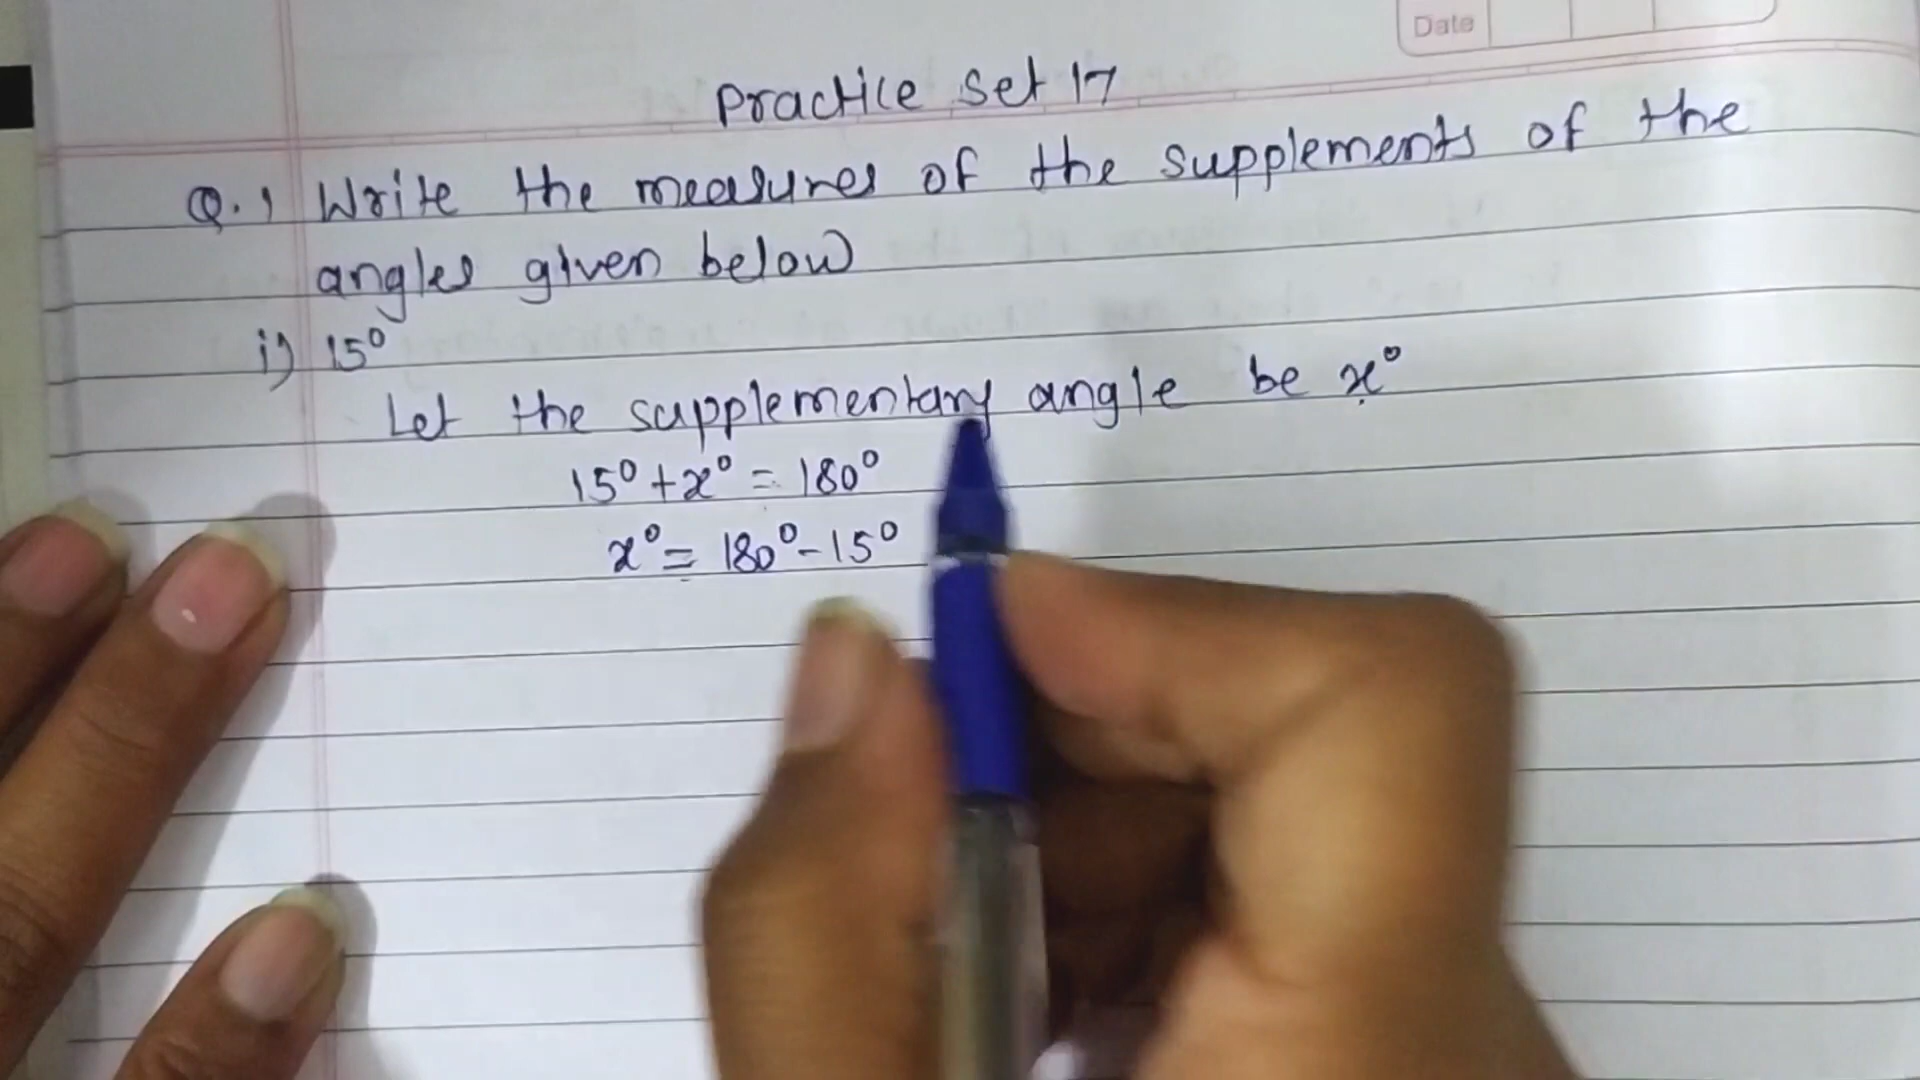 Date
Practice Set 17
Q.1 Write the measures of the supplements of the
angles given below
i) 15°
Let the supplementary angle be x°
15° + x° = 180°
x° = 180° - 15°